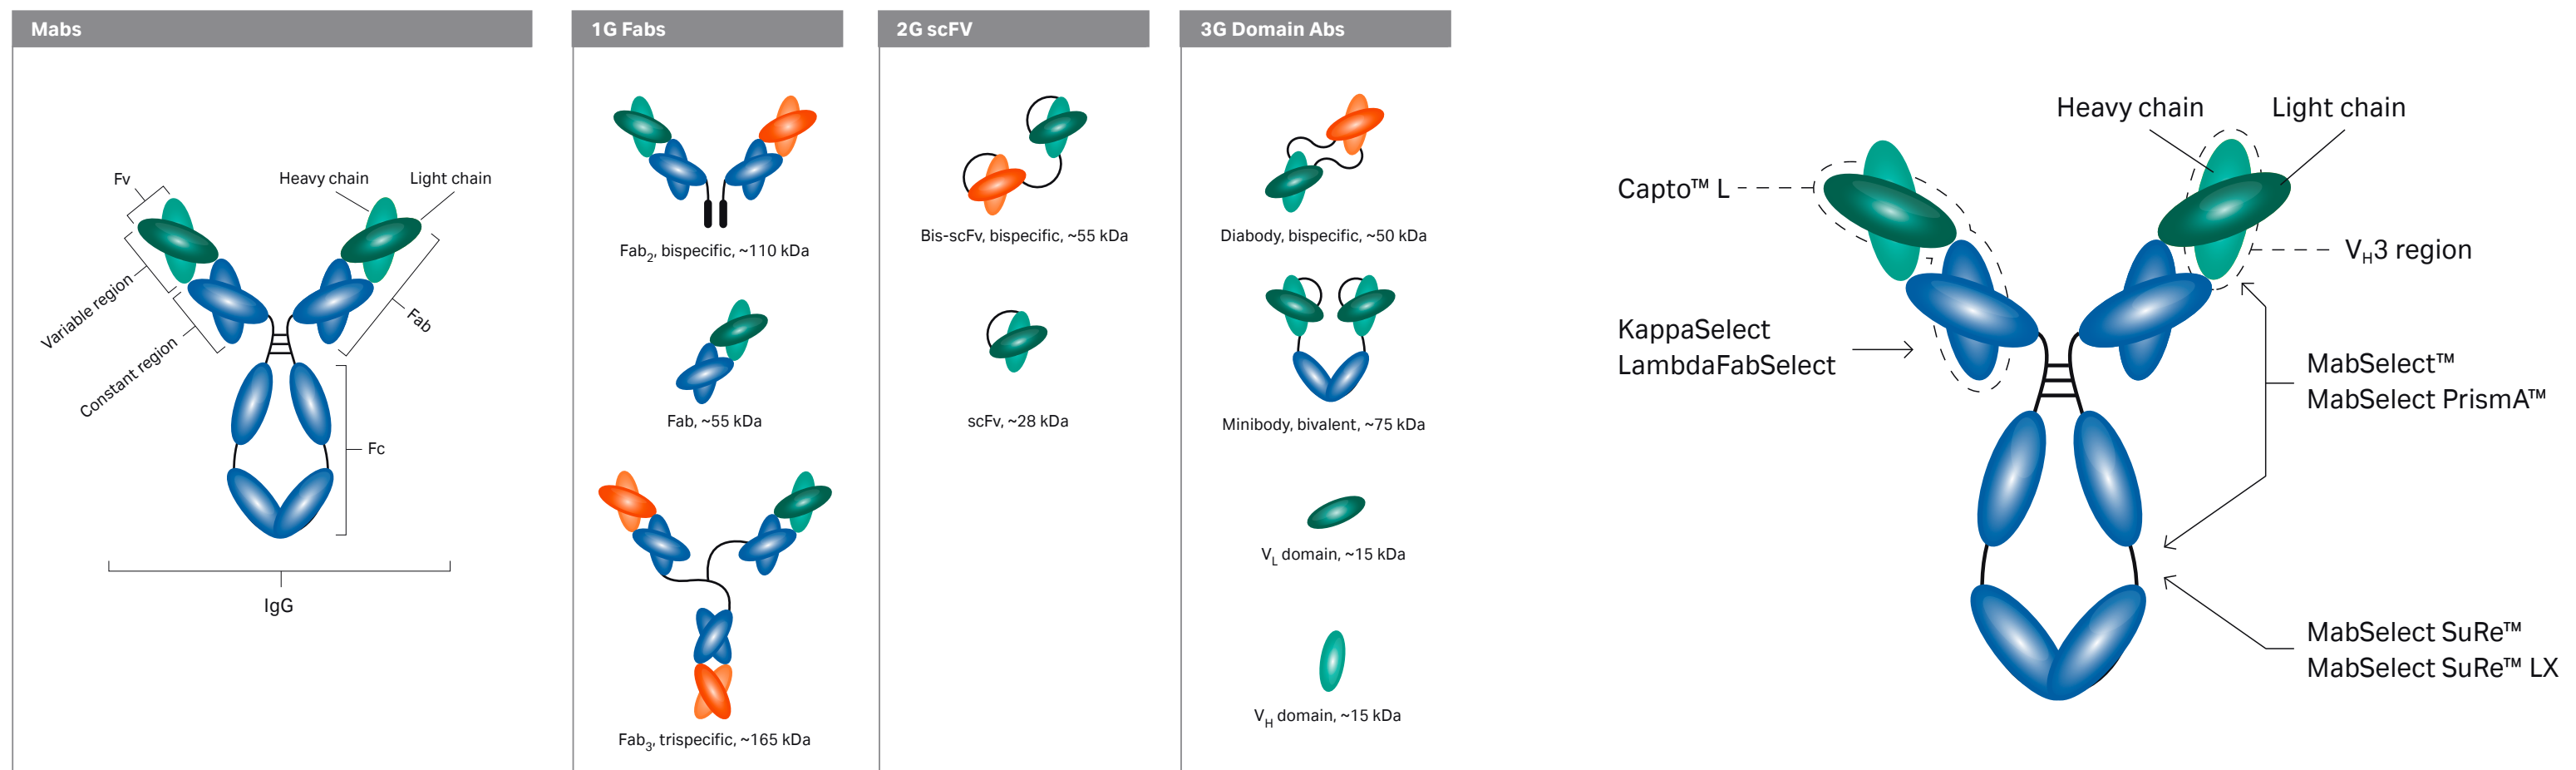 Mabs
Fv
Heavy chain
Light chain
Variable region
Constant region
Fab
Fc
IgG
1G Fabs
Fab2, bispecific, ~110 kDa
Fab, ~55 kDa
Fab3, trispecific, ~165 kDa
2G scFV
Bis-scFv, bispecific, ~55 kDa
scFv, ~28 kDa
3G Domain Abs
Diabody, bispecific, ~50 kDa
Minibody, bivalent, ~75 kDa
VL domain, ~15 kDa
VH domain, ~15 kDa
Heavy chain
Light chain
Capto™ L
VH3 region
KappaSelect
LambdaFabSelect
MabSelect™
MabSelect PrismA™
MabSelect SuRe™
MabSelect SuRe™ LX